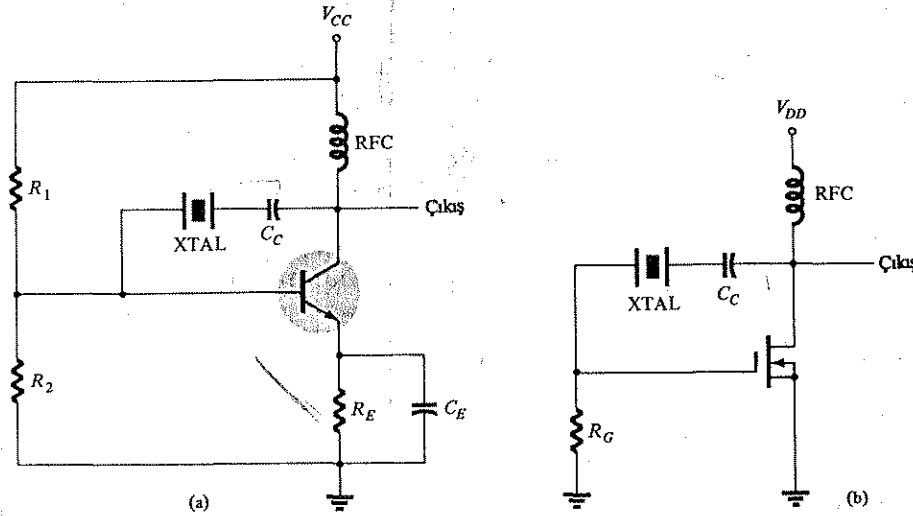 V_CC
RFC
R_1
XTAL
C_C
Çıkış
R_2
R_E
C_E
(a)
V_DD
RFC
XTAL
C_C
Çıkış
R_G
(b)